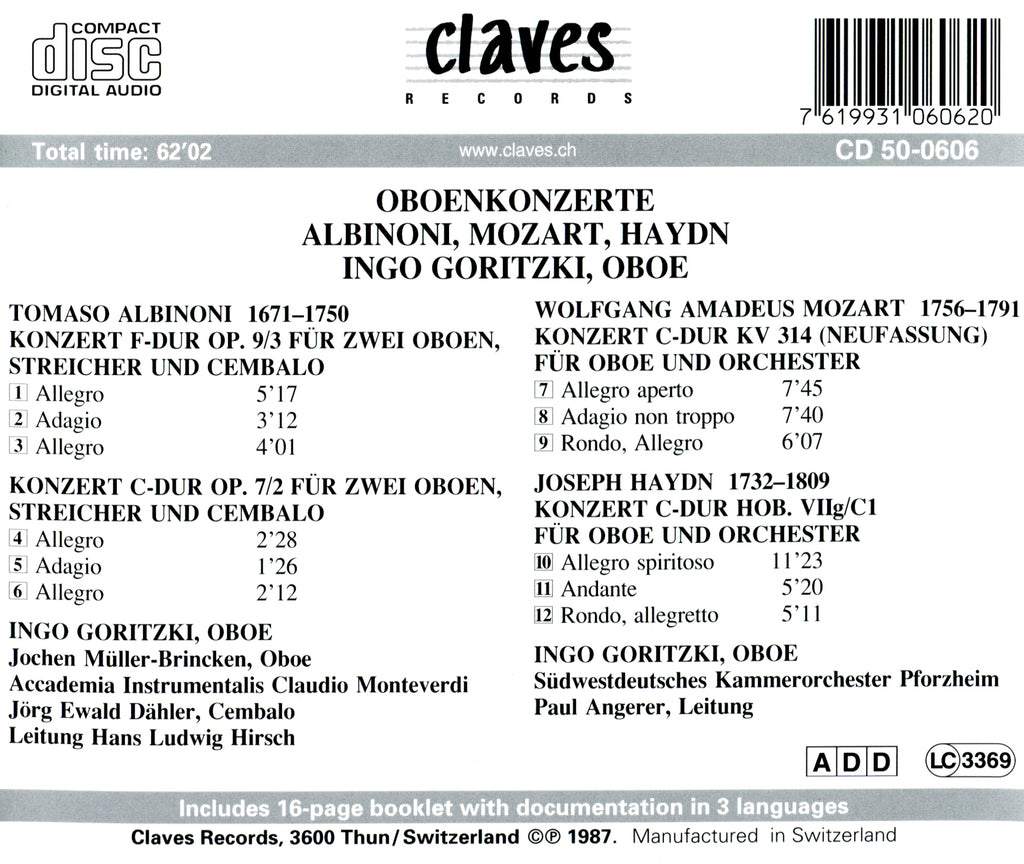 COMPACT
disc
DIGITAL AUDIO
claves
RECORDS
7 619931 060620
Total time: 62'02
www.claves.ch
CD 50-0606
OBOENKONZERTE
ALBINONI, MOZART, HAYDN
INGO GORITZKI, OBOE
TOMASO ALBINONI 1671–1750
KONZERT F-DUR OP. 9/3 FÜR ZWEI OBOEN,
STREICHER UND CEMBALO
1 Allegro 5'17
2 Adagio 3'12
3 Allegro 4'01
KONZERT C-DUR OP. 7/2 FÜR ZWEI OBOEN,
STREICHER UND CEMBALO
4 Allegro 2'28
5 Adagio 1'26
6 Allegro 2'12
INGO GORITZKI, OBOE
Jochen Müller-Brincken, Oboe
Accademia Instrumentalis Claudio Monteverdi
Jörg Ewald Dähler, Cembalo
Leitung Hans Ludwig Hirsch
WOLFGANG AMADEUS MOZART 1756–1791
KONZERT C-DUR KV 314 (NEUFASSUNG)
FÜR OBOE UND ORCHESTER
7 Allegro aperto 7'45
8 Adagio non troppo 7'40
9 Rondo, Allegro 6'07
JOSEPH HAYDN 1732–1809
KONZERT C-DUR HOB. VIIg/C1
FÜR OBOE UND ORCHESTER
10 Allegro spiritoso 11'23
11 Andante 5'20
12 Rondo, allegretto 5'11
INGO GORITZKI, OBOE
Südwestdeutsches Kammerorchester Pforzheim
Paul Angerer, Leitung
ADD
LC 3369
Includes 16-page booklet with documentation in 3 languages
Claves Records, 3600 Thun/Switzerland ©℗ 1987. Manufactured in Switzerland